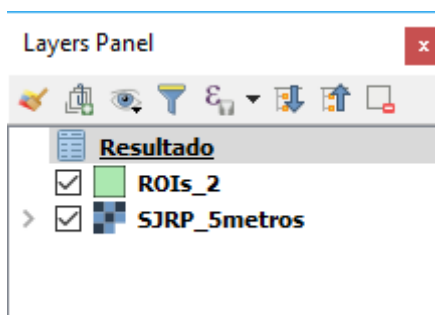 Layers Panel
x
ε
Resultado
ROIs_2
SJRP_5metros